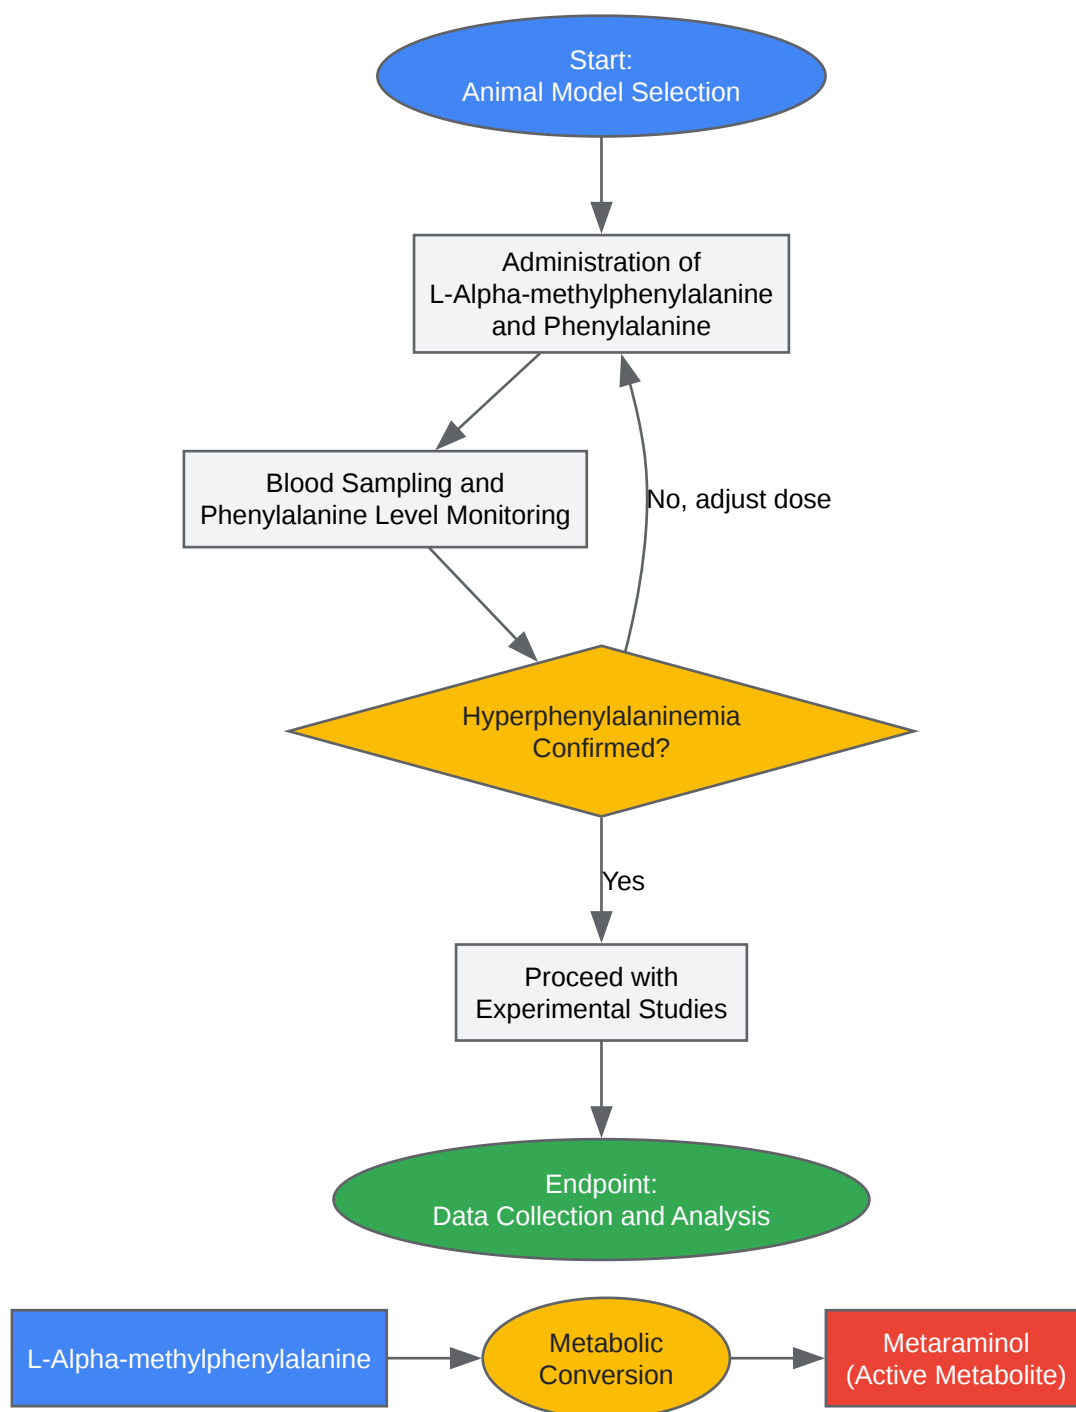 Start:
Animal Model Selection
Administration of
L-Alpha-methylphenylalanine
and Phenylalanine
Blood Sampling and
Phenylalanine Level Monitoring
No, adjust dose
Hyperphenylalaninemia
Confirmed?
Yes
Proceed with
Experimental Studies
Endpoint:
Data Collection and Analysis
L-Alpha-methylphenylalanine
Metabolic
Conversion
Metaraminol
(Active Metabolite)